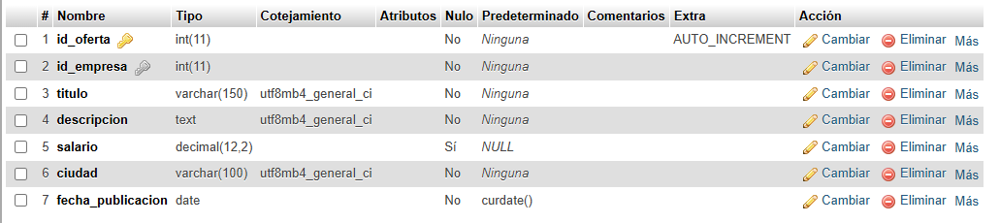 # Nombre Tipo Cotejamiento Atributos Nulo Predeterminado Comentarios Extra Acción
1 id_oferta int(11) No Ninguna AUTO_INCREMENT Cambiar Eliminar Más
2 id_empresa int(11) No Ninguna Cambiar Eliminar Más
3 titulo varchar(150) utf8mb4_general_ci No Ninguna Cambiar Eliminar Más
4 descripcion text utf8mb4_general_ci No Ninguna Cambiar Eliminar Más
5 salario decimal(12,2) Sí NULL Cambiar Eliminar Más
6 ciudad varchar(100) utf8mb4_general_ci No Ninguna Cambiar Eliminar Más
7 fecha_publicacion date No curdate() Cambiar Eliminar Más